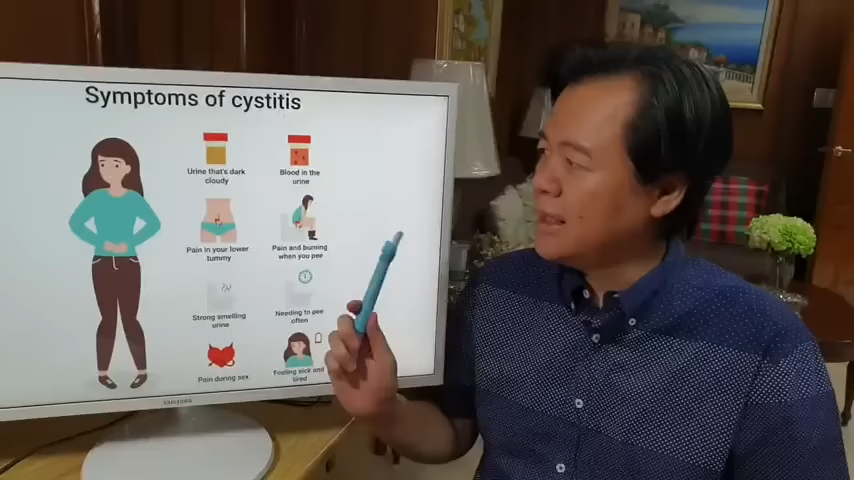 Symptoms of cystitis
Urine that's dark
cloudy
Blood in the
urine
Pain in your lower
tummy
Pain and burning
when you pee
Strong smelling
urine
Needing to pee
often
Pain during sex
Feeling sick and
tired
SAMSUNG